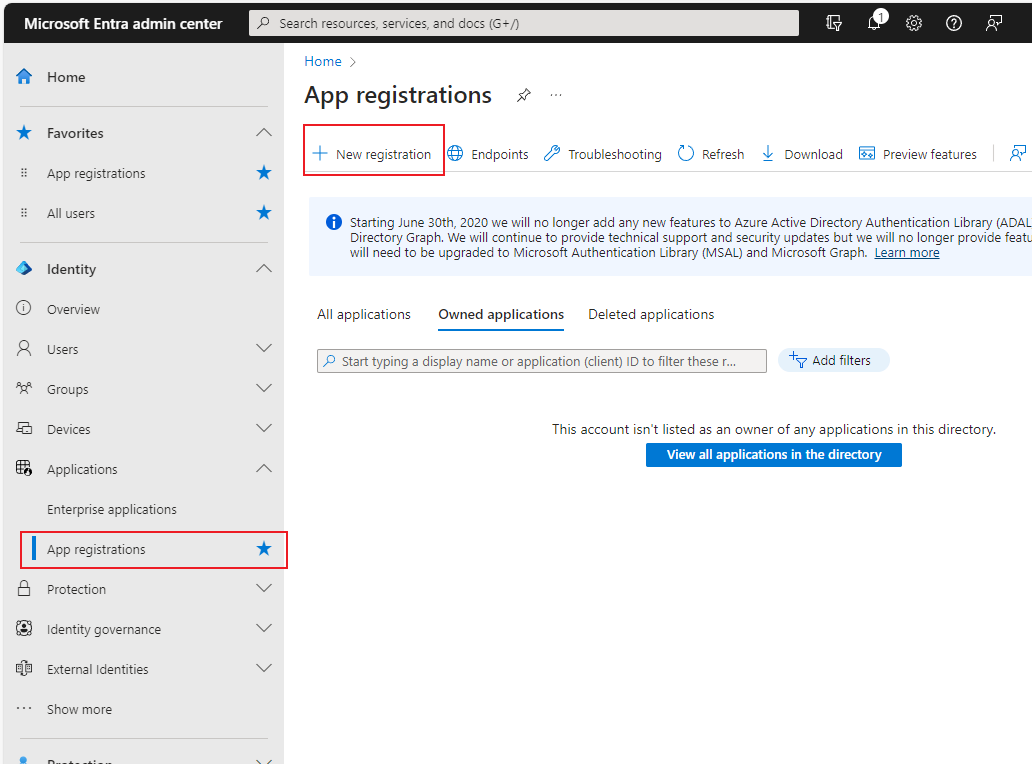 Microsoft Entra admin center
Search resources, services, and docs (G+/)
1
Home
Favorites
App registrations
All users
Identity
Overview
Users
Groups
Devices
Applications
Enterprise applications
App registrations
Protection
Identity governance
External Identities
Show more
Protection
Home
App registrations
New registration
Endpoints
Troubleshooting
Refresh
Download
Preview features
Starting June 30th, 2020 we will no longer add any new features to Azure Active Directory Authentication Library (ADAL
Directory Graph. We will continue to provide technical support and security updates but we will no longer provide featu
will need to be upgraded to Microsoft Authentication Library (MSAL) and Microsoft Graph. Learn more
All applications
Owned applications
Deleted applications
Start typing a display name or application (client) ID to filter these r...
Add filters
This account isn't listed as an owner of any applications in this directory.
View all applications in the directory